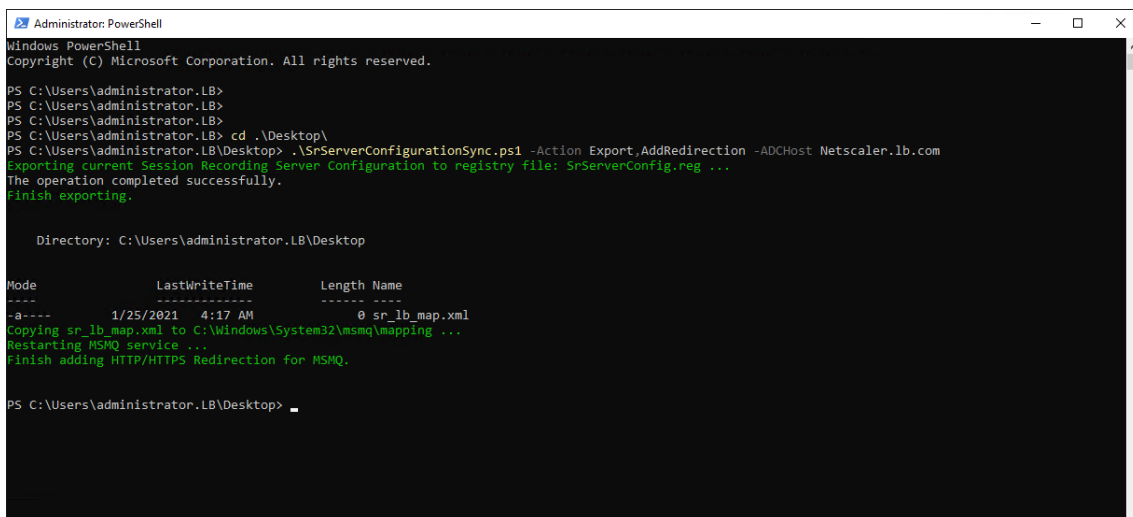 Administrator: PowerShell
Windows PowerShell
Copyright (C) Microsoft Corporation. All rights reserved.
PS C:\Users\administrator.LB>
PS C:\Users\administrator.LB>
PS C:\Users\administrator.LB>
PS C:\Users\administrator.LB> cd .\Desktop\
PS C:\Users\administrator.LB\Desktop> .\SrServerConfigurationSync.ps1 -Action Export,AddRedirection -ADCHost Netscaler.lb.com
Exporting current Session Recording Server Configuration to registry file: SrServerConfig.reg ...
The operation completed successfully.
Finish exporting.
Directory: C:\Users\administrator.LB\Desktop
Mode LastWriteTime Length Name
---- ------------- ------ ----
-a---- 1/25/2021 4:17 AM 0 sr_lb_map.xml
Copying sr_lb_map.xml to C:\Windows\System32\msmq\mapping ...
Restarting MSMQ service ...
Finish adding HTTP/HTTPS Redirection for MSMQ.
PS C:\Users\administrator.LB\Desktop>